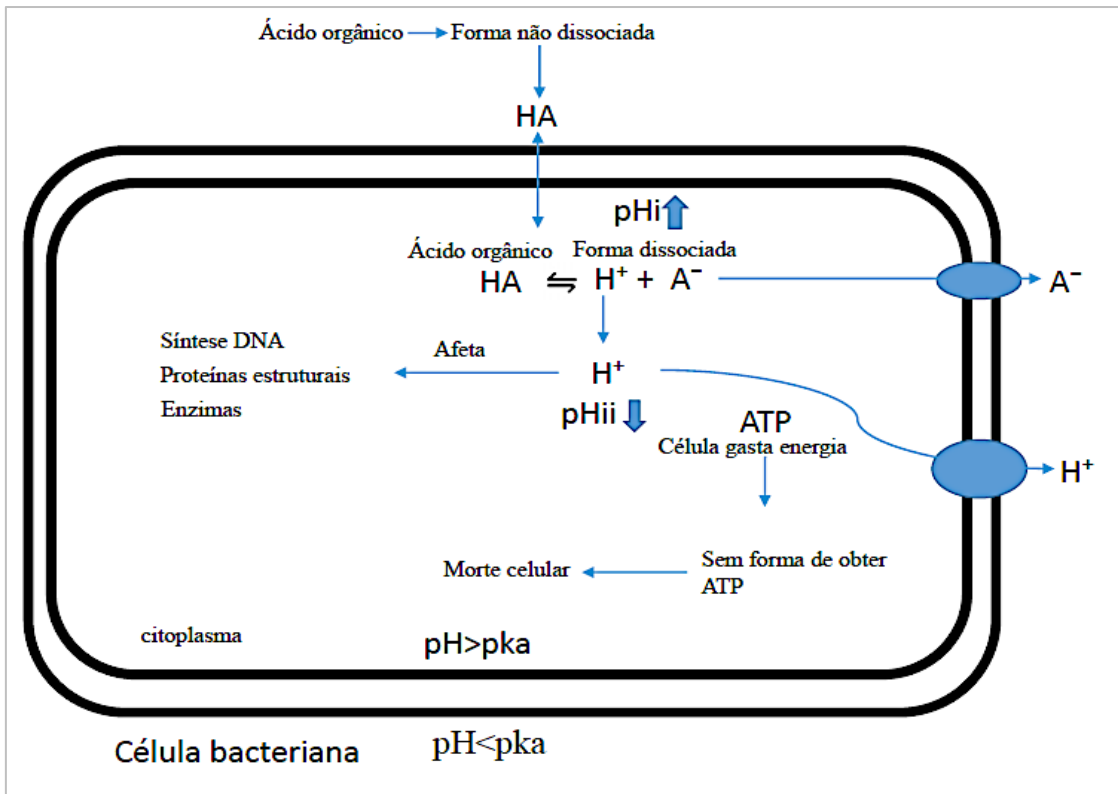 Ácido orgânico
Forma não dissociada
HA
pHi
Ácido orgânico
Forma dissociada
HA ⇋ H⁺ + A⁻
A⁻
Síntese DNA
Proteínas estruturais
Enzimas
Afeta
H⁺
pHii
ATP
Célula gasta energia
H⁺
Sem forma de obter
ATP
Morte celular
citoplasma
pH>pka
Célula bacteriana
pH<pka